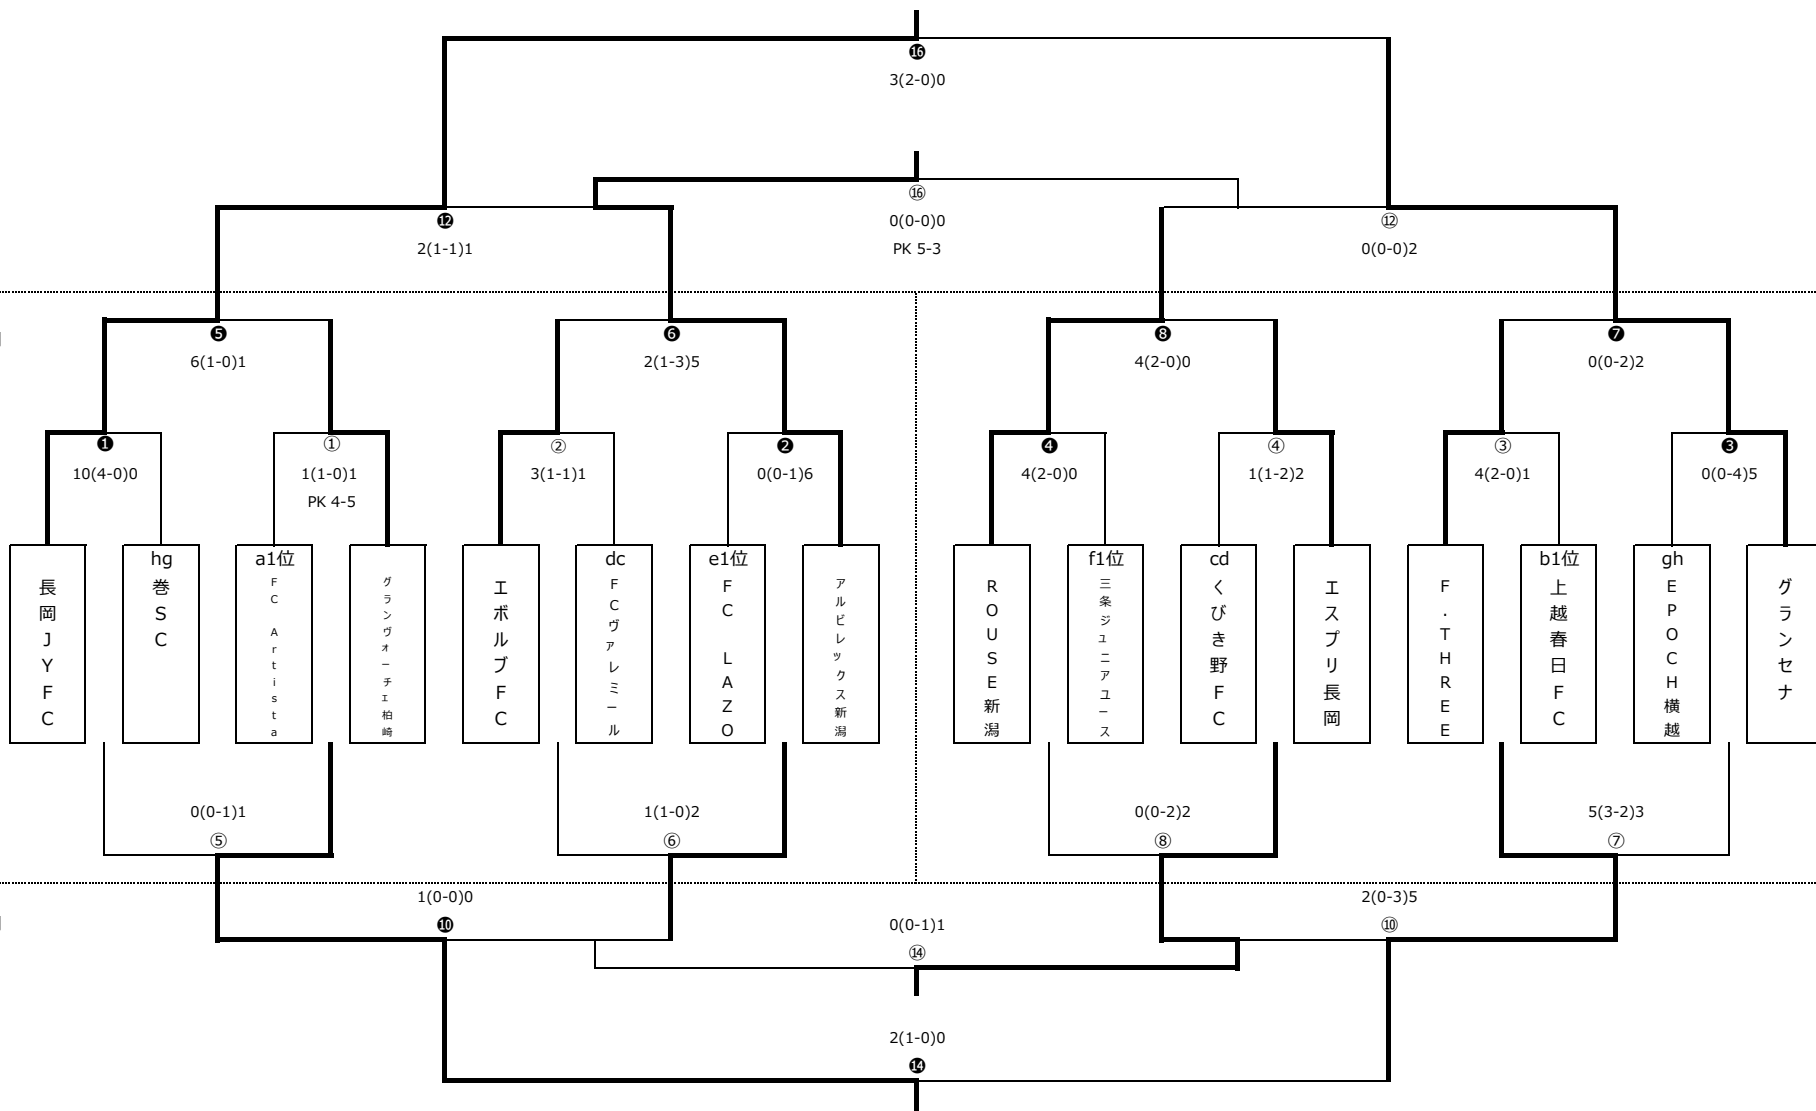 ⓰
3(2-0)0
⑯
0(0-0)0
PK 5-3
⓬
2(1-1)1
⑫
0(0-0)2
❺
6(1-0)1
❻
2(1-3)5
❽
4(2-0)0
❼
0(0-2)2
❶
10(4-0)0
①
1(1-0)1
PK 4-5
②
3(1-1)1
❷
0(0-1)6
❹
4(2-0)0
④
1(1-2)2
③
4(2-0)1
❸
0(0-4)5
長岡JYFC
hg
巻SC
a1位
FC Artista
グランヴォーチェ柏崎
エボルブFC
dc
FCヴァレミール
e1位
FC LAZO
アルビレックス新潟
ROUSE新潟
f1位
三条ジュニアユース
cd
くびき野FC
エスプリ長岡
F.THREE
b1位
上越春日FC
gh
EPOCH横越
グランセナ
0(0-1)1
⑤
1(1-0)2
⑥
0(0-2)2
⑧
5(3-2)3
⑦
1(0-0)0
❿
0(0-1)1
⑭
2(0-3)5
⑩
2(1-0)0
⓮